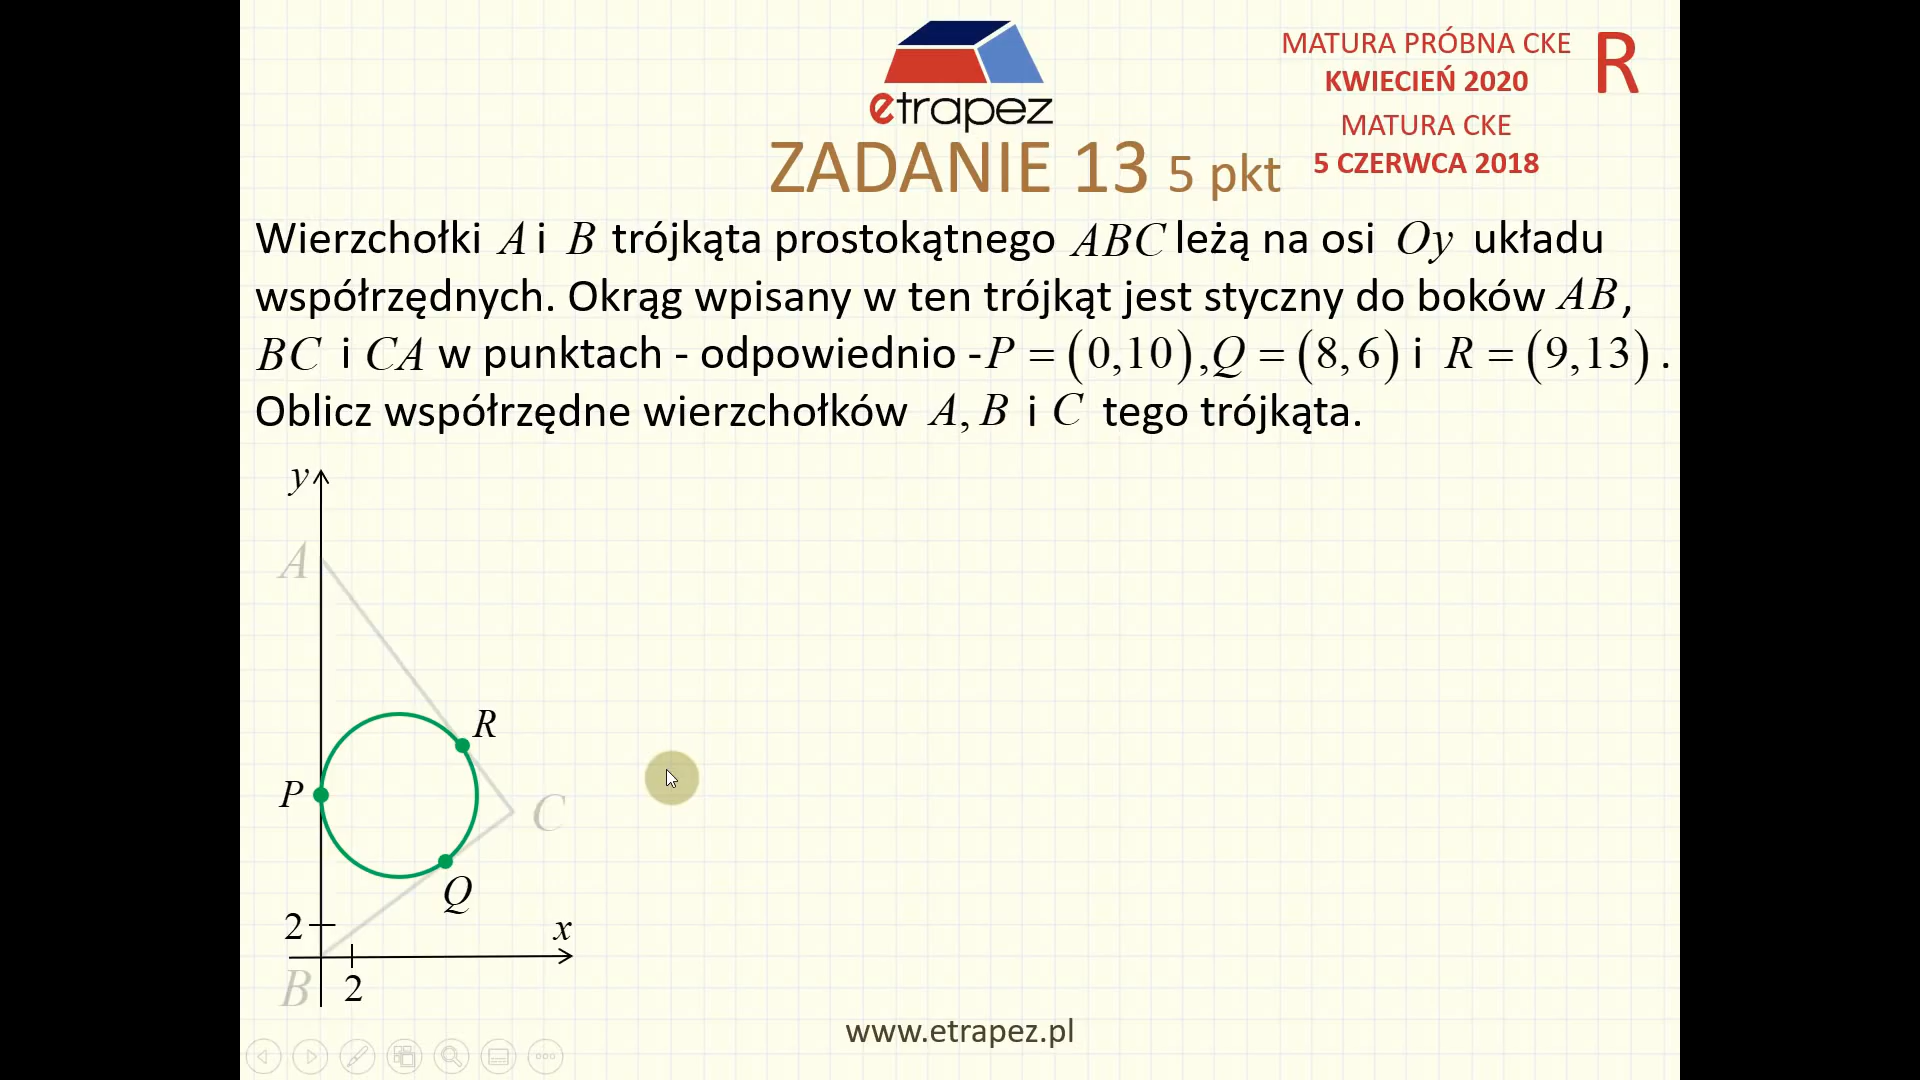 etrapez
MATURA PRÓBNA CKE
KWIECIEŃ 2020
R
MATURA CKE
5 CZERWCA 2018
ZADANIE 13 5 pkt
Wierzchołki A i B trójkąta prostokątnego ABC leżą na osi Oy układu
współrzędnych. Okrąg wpisany w ten trójkąt jest styczny do boków AB,
BC i CA w punktach - odpowiednio -P = (0,10),Q = (8,6) i R = (9,13).
Oblicz współrzędne wierzchołków A, B i C tego trójkąta.
y
A
R
P
C
Q
2
x
B
2
www.etrapez.pl